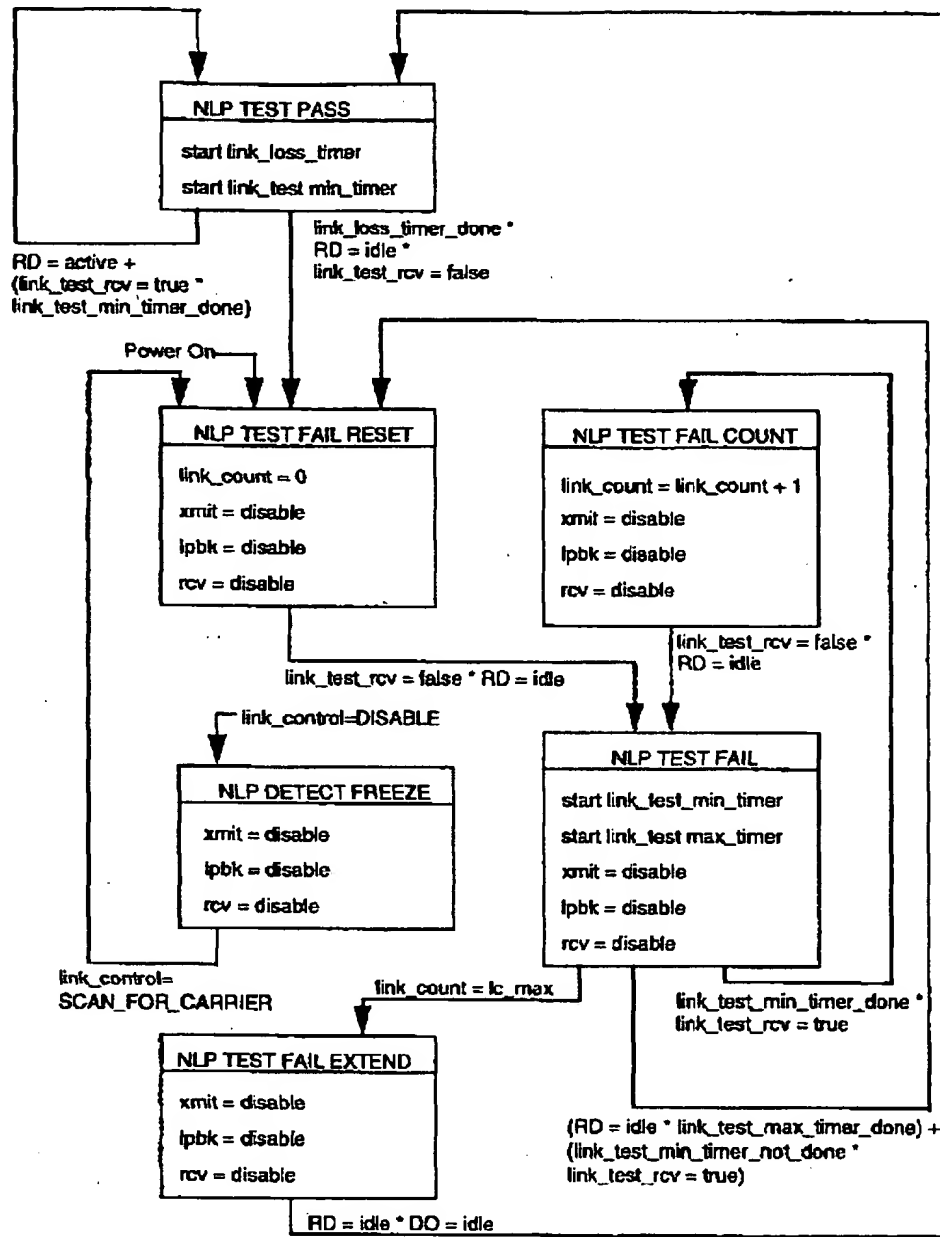 NLP TEST PASS
start link_loss_timer
start link_test min_timer
link_loss_timer_done *
RD = idle *
link_test_rcv = false
RD = active +
(link_test_rcv = true *
link_test_min_timer_done)
Power On
NLP TEST FAIL RESET
link_count = 0
xmit = disable
lpbk = disable
rcv = disable
NLP TEST FAIL COUNT
link_count = link_count + 1
xmit = disable
lpbk = disable
rcv = disable
link_test_rcv = false *
RD = idle
link_test_rcv = false * RD = idle
link_control=DISABLE
NLP DETECT FREEZE
xmit = disable
lpbk = disable
rcv = disable
NLP TEST FAIL
start link_test_min_timer
start link_test max_timer
xmit = disable
lpbk = disable
rcv = disable
link_control=
SCAN_FOR_CARRIER
link_count = lc_max
link_test_min_timer_done *
link_test_rcv = true
NLP TEST FAIL EXTEND
xmit = disable
lpbk = disable
rcv = disable
(RD = idle * link_test_max_timer_done) +
(link_test_min_timer_not_done *
link_test_rcv = true)
RD = idle * DO = idle